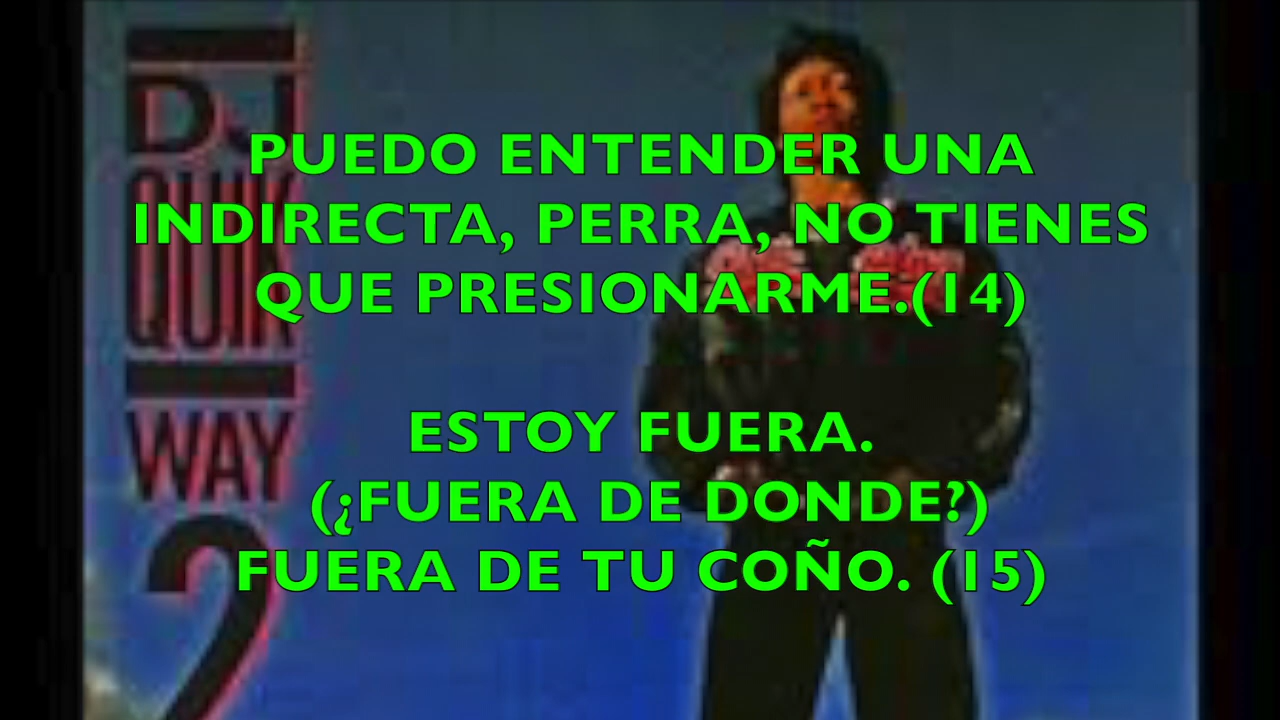 DJ
QUIK
WAY
2
PUEDO ENTENDER UNA
INDIRECTA, PERRA, NO TIENES
QUE PRESIONARME.(14)
ESTOY FUERA.
(¿FUERA DE DONDE?)
FUERA DE TU COÑO. (15)